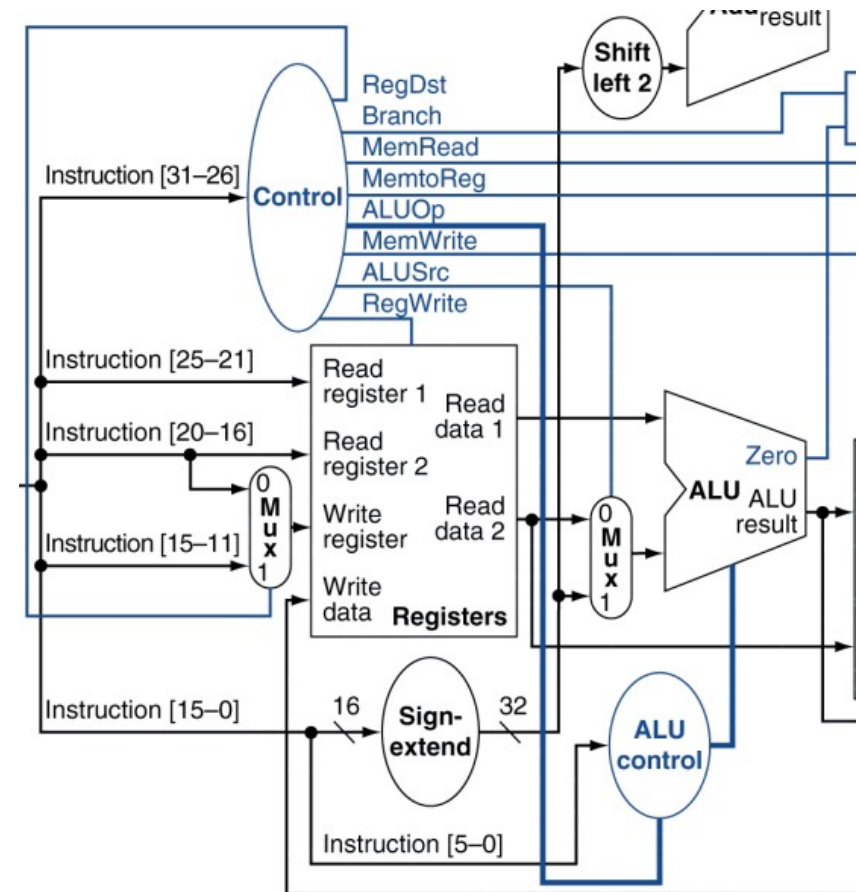 Add result
Shift
left 2
RegDst
Branch
MemRead
MemtoReg
ALUOp
MemWrite
ALUSrc
RegWrite
Instruction [31–26]
Control
Instruction [25–21]
Instruction [20–16]
Instruction [15–11]
0
M
u
x
1
Read
register 1
Read
register 2
Write
register
Write
data
Registers
Read
data 1
Read
data 2
0
M
u
x
1
Zero
ALU
ALU
result
Instruction [15–0]
16
Sign-
extend
32
ALU
control
Instruction [5–0]